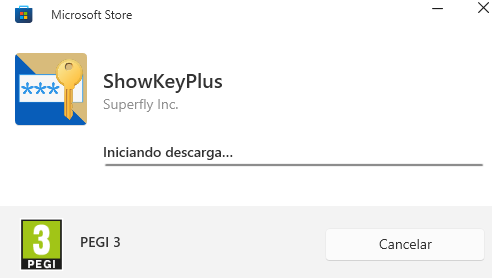 Microsoft Store
***
ShowKeyPlus
Superfly Inc.
Iniciando descarga...
3
PEGI
PEGI 3
Cancelar